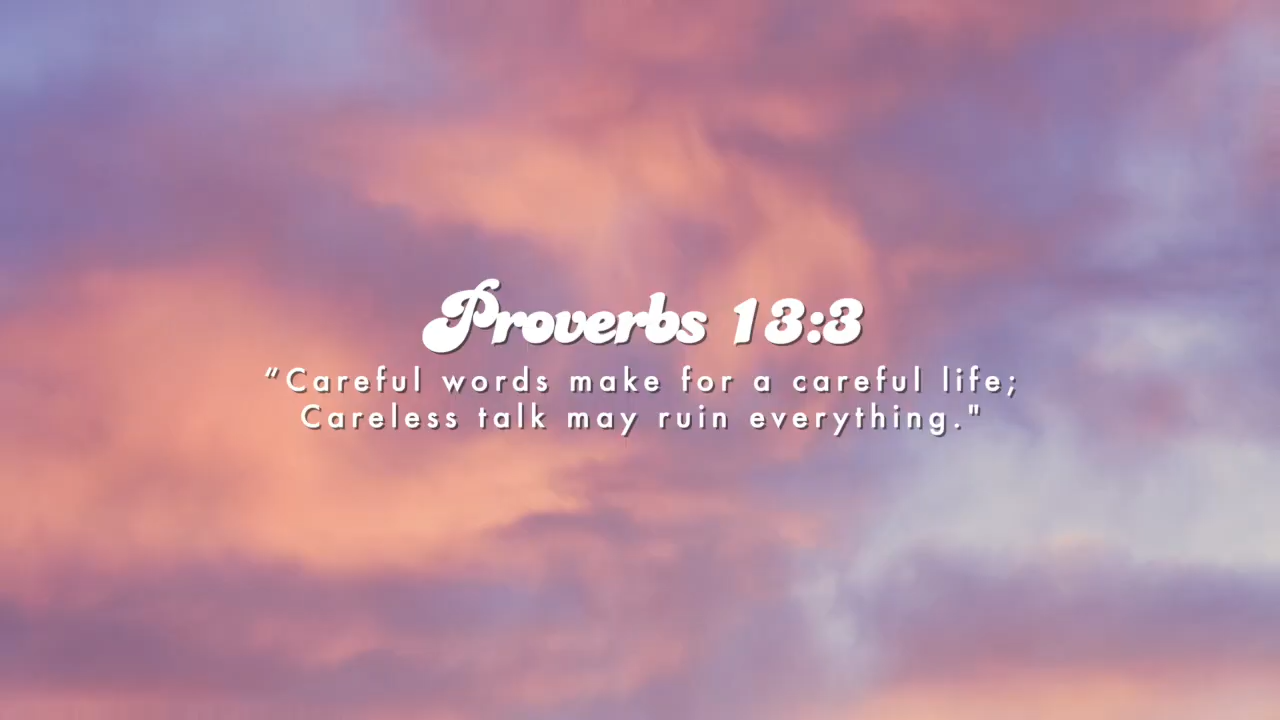 Proverbs 13:3
"Careful words make for a careful life;
Careless talk may ruin everything."